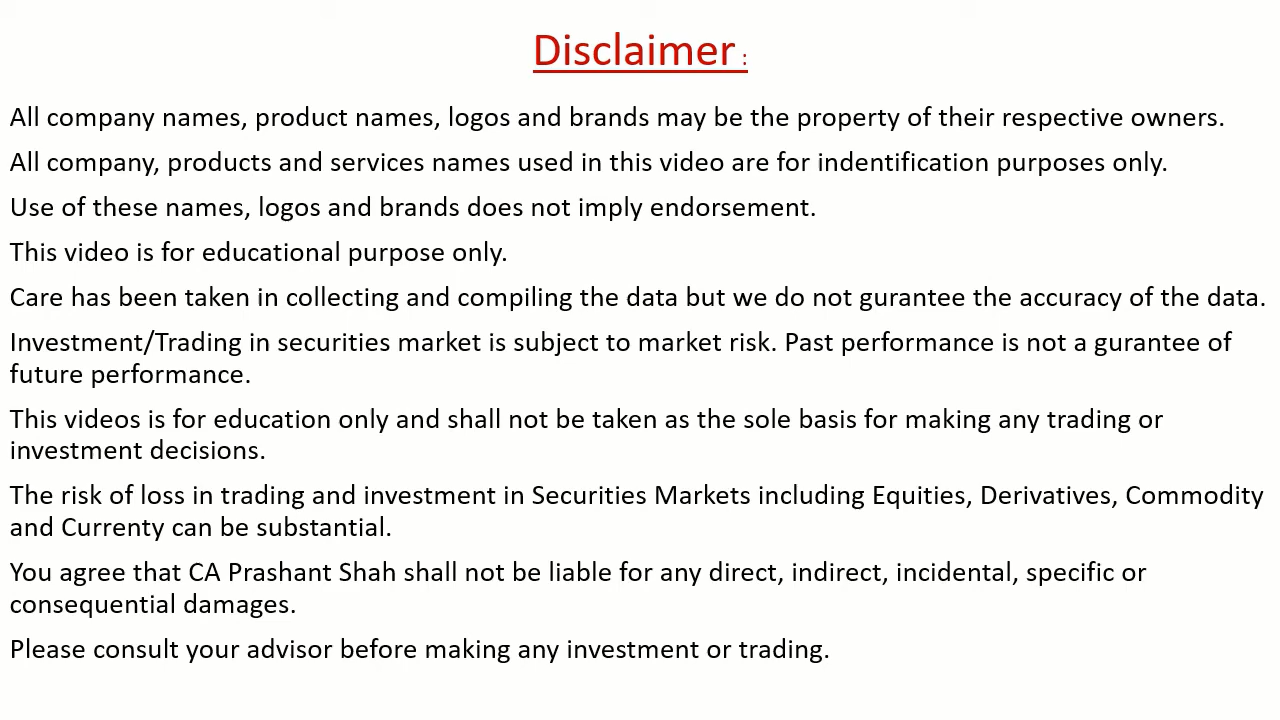 Disclaimer :
All company names, product names, logos and brands may be the property of their respective owners.
All company, products and services names used in this video are for indentification purposes only.
Use of these names, logos and brands does not imply endorsement.
This video is for educational purpose only.
Care has been taken in collecting and compiling the data but we do not gurantee the accuracy of the data.
Investment/Trading in securities market is subject to market risk. Past performance is not a gurantee of
future performance.
This videos is for education only and shall not be taken as the sole basis for making any trading or
investment decisions.
The risk of loss in trading and investment in Securities Markets including Equities, Derivatives, Commodity
and Currenty can be substantial.
You agree that CA Prashant Shah shall not be liable for any direct, indirect, incidental, specific or
consequential damages.
Please consult your advisor before making any investment or trading.